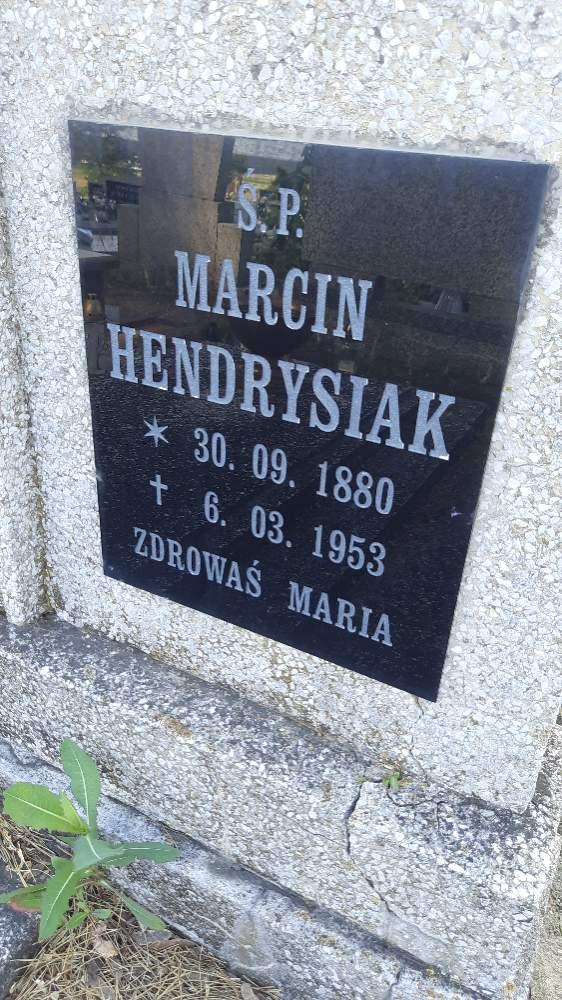 Ś.P.
MARCIN
HENDRYSIAK
* 30. 09. 1880
† 6. 03. 1953
ZDROWAŚ MARIA